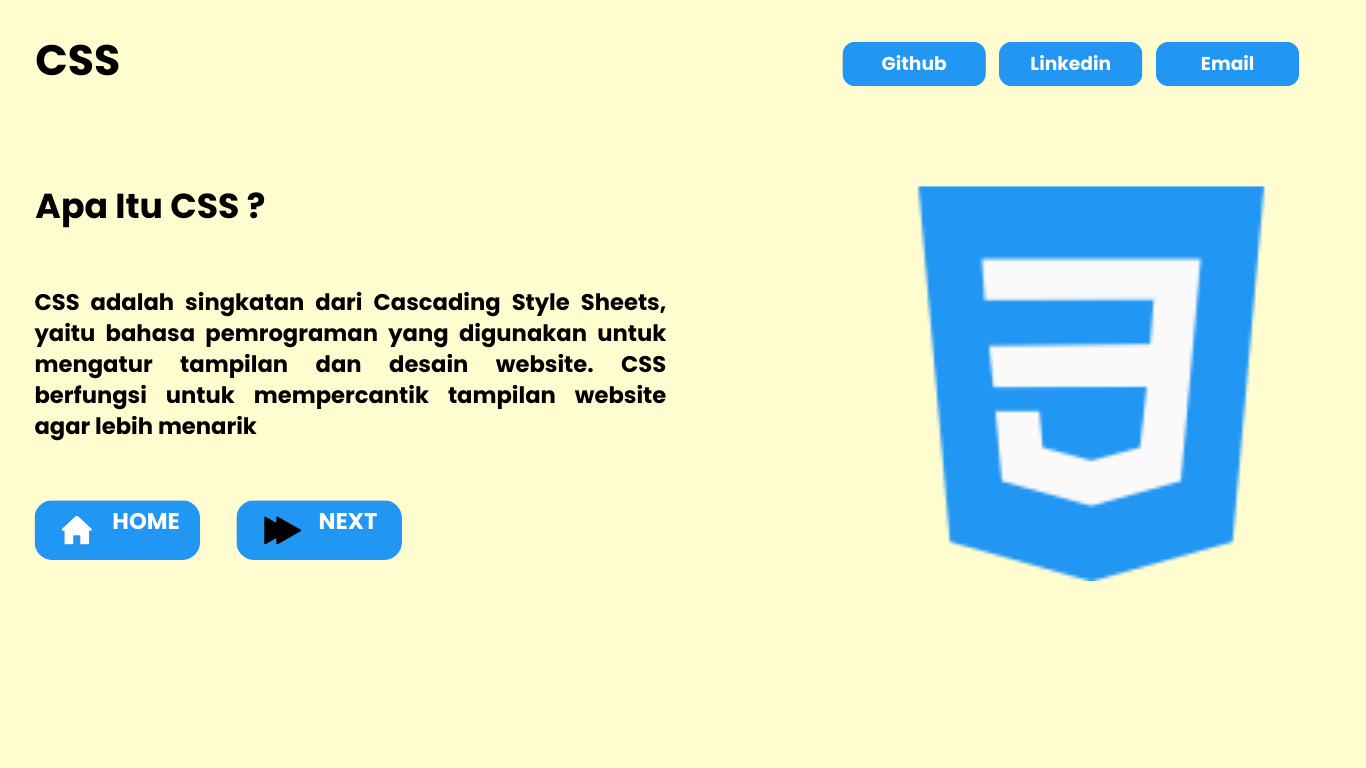 CSS
Github
Linkedin
Email
Apa Itu CSS ?
CSS adalah singkatan dari Cascading Style Sheets,
yaitu bahasa pemrograman yang digunakan untuk
mengatur tampilan dan desain website. CSS
berfungsi untuk mempercantik tampilan website
agar lebih menarik
HOME
NEXT